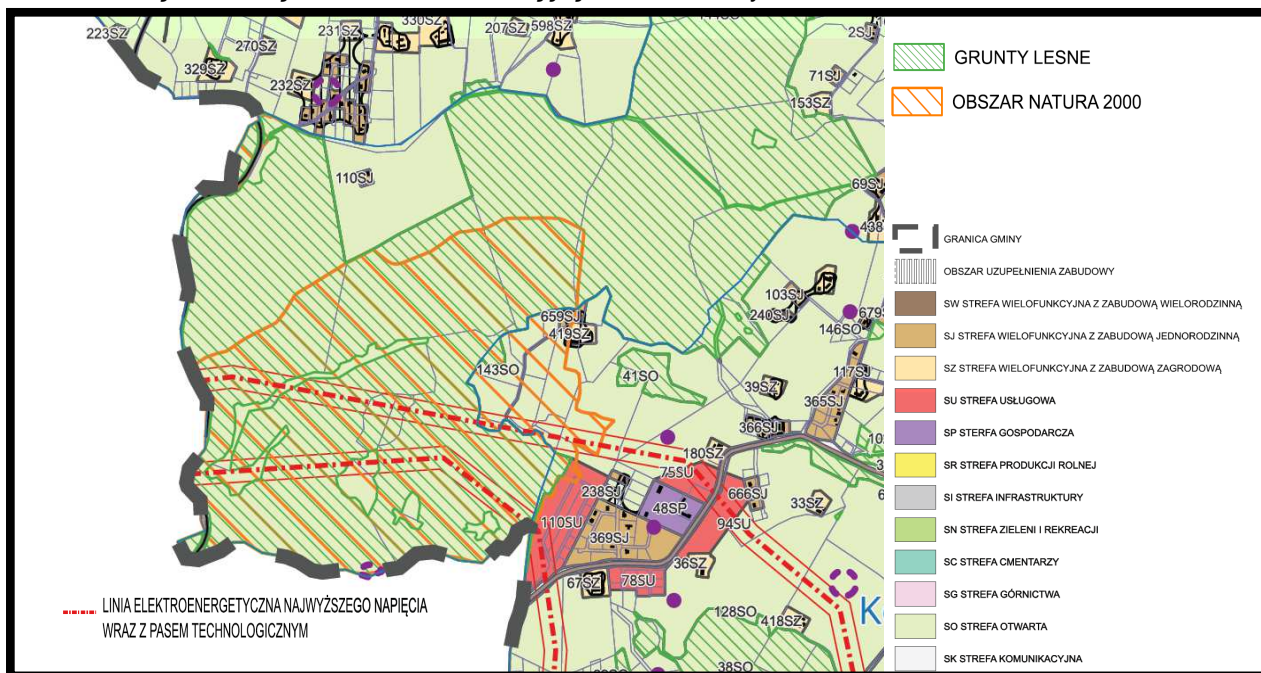 223SZ
270SZ
231SZ
330SZ
207SZ
598SZ
2SJ
329SZ
232SZ
71SJ
153SZ
110SJ
69SJ
438
103SJ
240SJ
146SO
679
659SJ
419SZ
143SO
41SO
39SZ
117SJ
365SJ
366SJ
180SZ
75SU
238SJ
48SP
666SJ
33SZ
110SU
369SJ
94SU
36SZ
67SZ
78SU
128SO
418SZ
38SO
LINIA ELEKTROENERGETYCZNA NAJWYŻSZEGO NAPIĘCIA
WRAZ Z PASEM TECHNOLOGICZNYM
GRUNTY LESNE
OBSZAR NATURA 2000
GRANICA GMINY
OBSZAR UZUPEŁNIENIA ZABUDOWY
SW STREFA WIELOFUNKCYJNA Z ZABUDOWĄ WIELORODZINNĄ
SJ STREFA WIELOFUNKCYJNA Z ZABUDOWĄ JEDNORODZINNĄ
SZ STREFA WIELOFUNKCYJNA Z ZABUDOWĄ ZAGRODOWĄ
SU STREFA USŁUGOWA
SP STERFA GOSPODARCZA
SR STREFA PRODUKCJI ROLNEJ
SI STREFA INFRASTRUKTURY
SN STREFA ZIELENI I REKREACJI
SC STREFA CMENTARZY
SG STREFA GÓRNICTWA
SO STREFA OTWARTA
SK STREFA KOMUNIKACYJNA